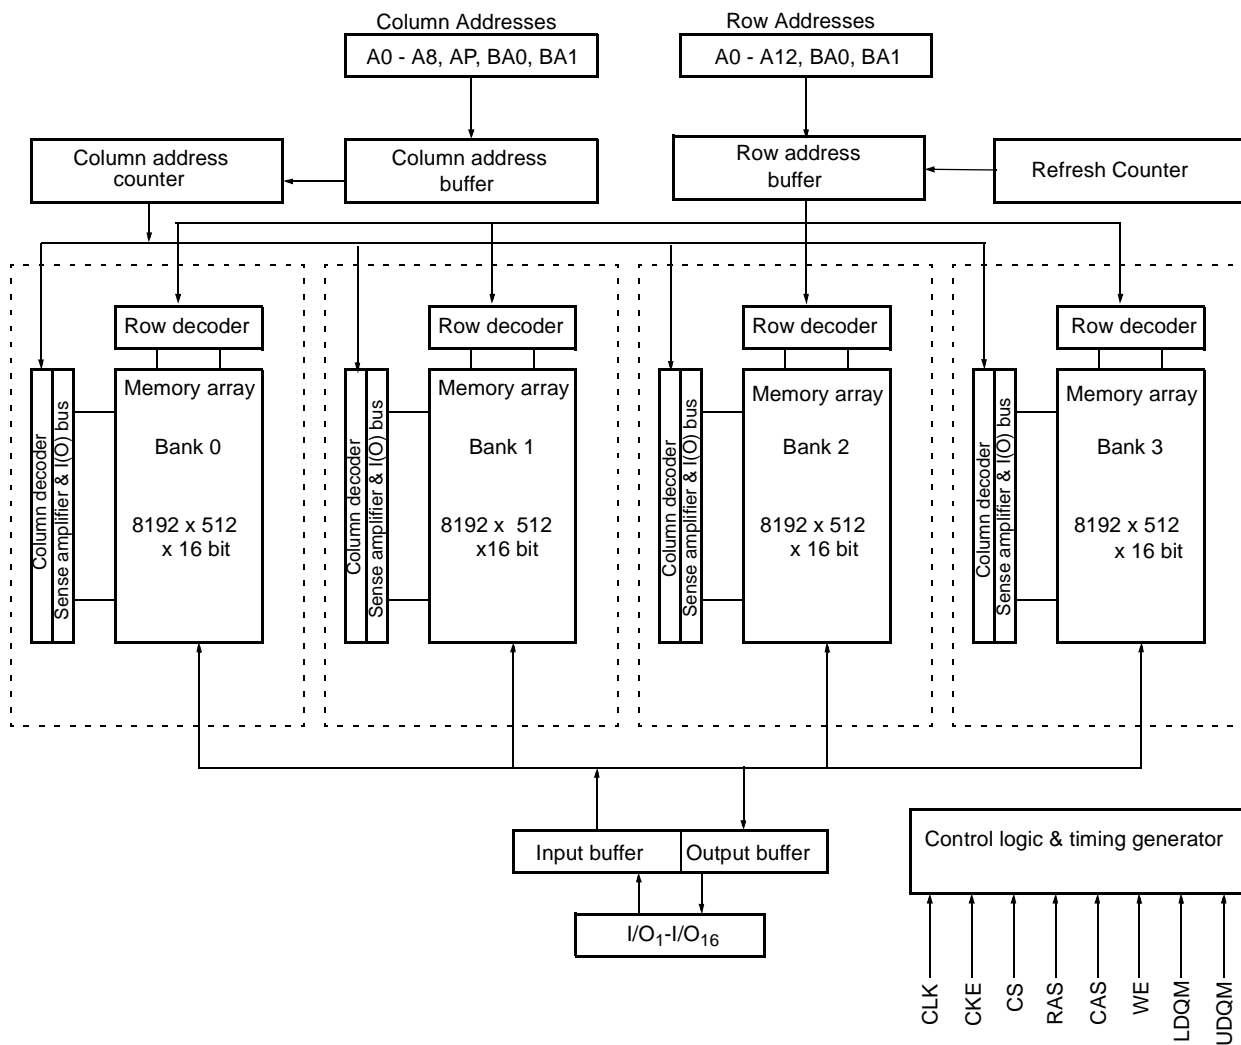 Column Addresses
Row Addresses
A0 - A8, AP, BA0, BA1
A0 - A12, BA0, BA1
Column address
counter
Column address
buffer
Row address
buffer
Refresh Counter
Row decoder
Row decoder
Row decoder
Row decoder
Column decoder
Sense amplifier & I(O) bus
Memory array
Bank 0
8192 x 512
x 16 bit
Column decoder
Sense amplifier & I(O) bus
Memory array
Bank 1
8192 x  512
x16 bit
Column decoder
Sense amplifier & I(O) bus
Memory array
Bank 2
8192 x 512
x 16 bit
Column decoder
Sense amplifier & I(O) bus
Memory array
Bank 3
8192 x 512
x 16 bit
Input buffer
Output buffer
I/O₁-I/O₁₆
Control logic & timing generator
CLK
CKE
CS
RAS
CAS
WE
LDQM
UDQM